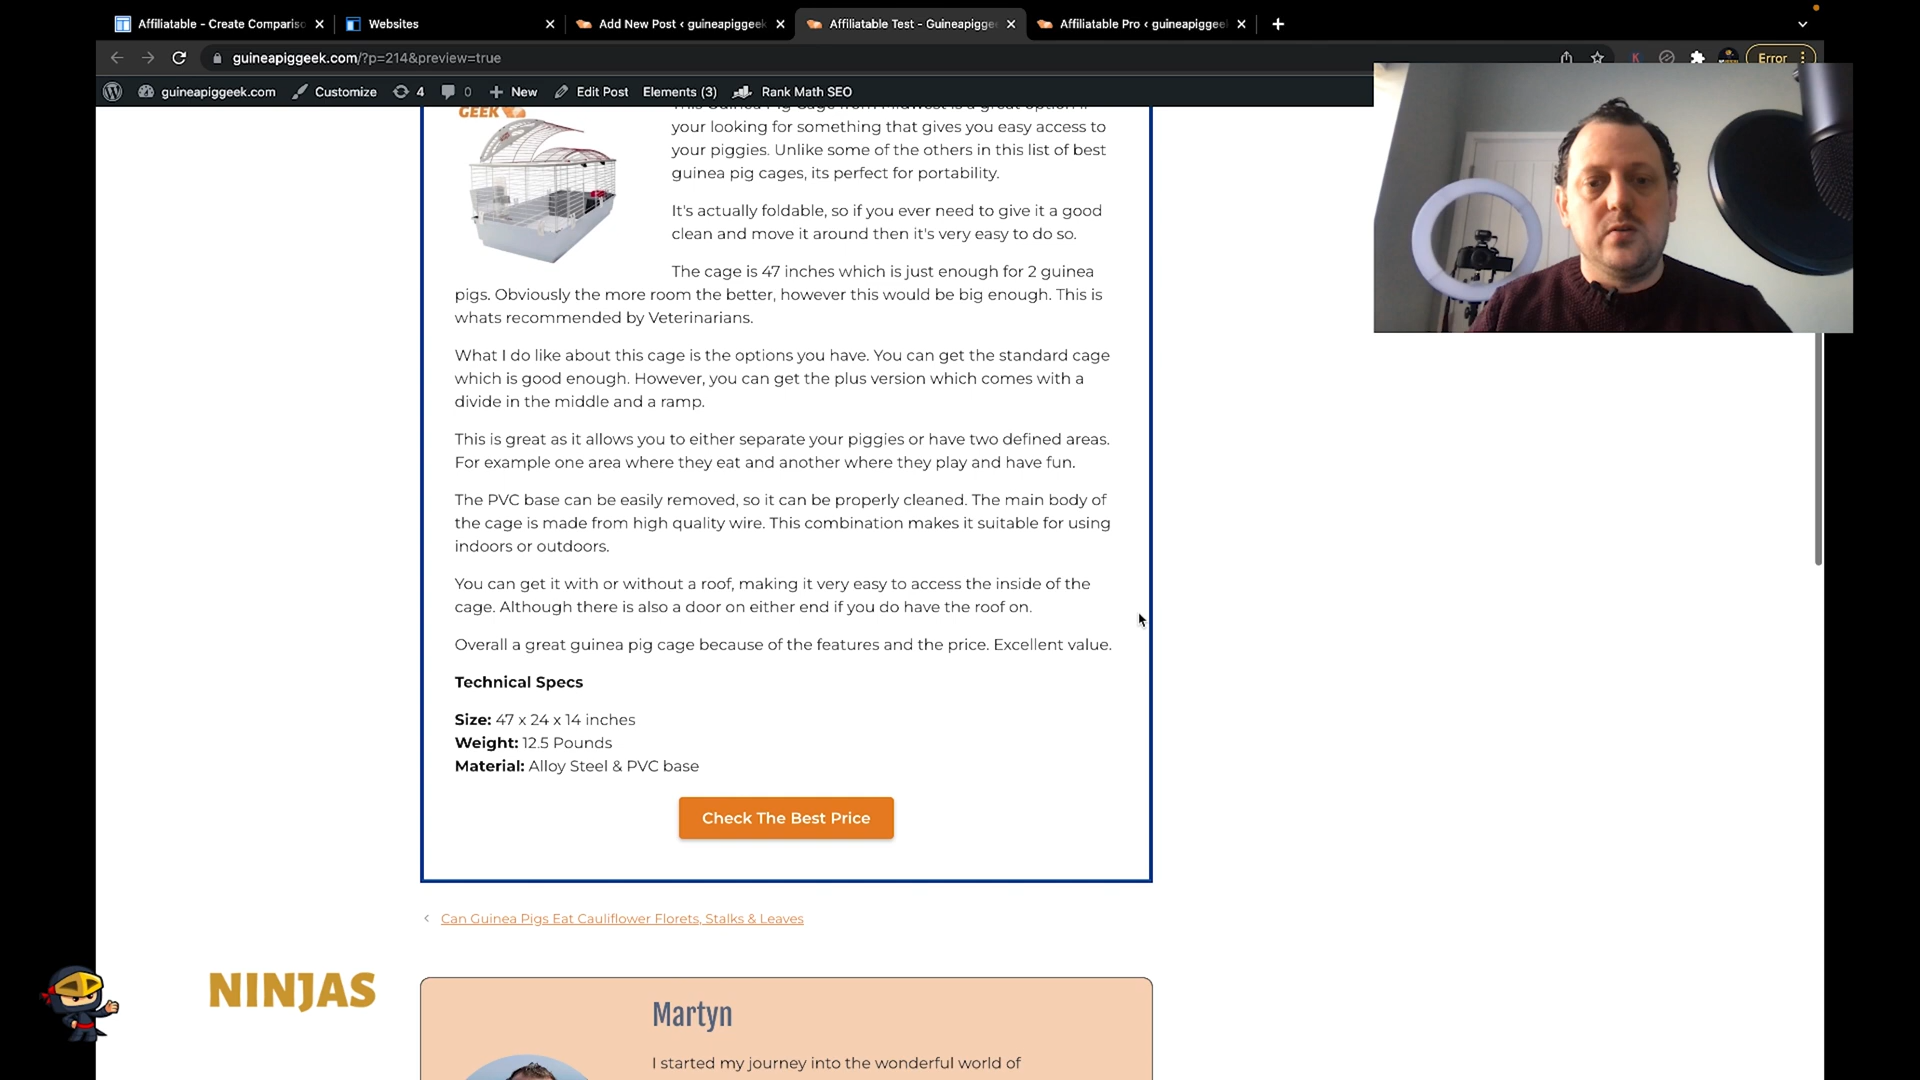 Affiliatable - Create Compariso
Websites
Add New Post ‹ guineapiggeek
Affiliatable Test - Guineapigge
Affiliatable Pro ‹ guineapiggee
guineapiggeek.com/?p=214&preview=true
Error
guineapiggeek.com
Customize
4
0
New
Edit Post
Elements (3)
Rank Math SEO
GEEK
This Guinea Pig Cage from Midwest is a great option if
your looking for something that gives you easy access to
your piggies. Unlike some of the others in this list of best
guinea pig cages, its perfect for portability.
It's actually foldable, so if you ever need to give it a good
clean and move it around then it's very easy to do so.
The cage is 47 inches which is just enough for 2 guinea
pigs. Obviously the more room the better, however this would be big enough. This is
whats recommended by Veterinarians.
What I do like about this cage is the options you have. You can get the standard cage
which is good enough. However, you can get the plus version which comes with a
divide in the middle and a ramp.
This is great as it allows you to either separate your piggies or have two defined areas.
For example one area where they eat and another where they play and have fun.
The PVC base can be easily removed, so it can be properly cleaned. The main body of
the cage is made from high quality wire. This combination makes it suitable for using
indoors or outdoors.
You can get it with or without a roof, making it very easy to access the inside of the
cage. Although there is also a door on either end if you do have the roof on.
Overall a great guinea pig cage because of the features and the price. Excellent value.
Technical Specs
Size: 47 x 24 x 14 inches
Weight: 12.5 Pounds
Material: Alloy Steel & PVC base
Check The Best Price
Can Guinea Pigs Eat Cauliflower Florets, Stalks & Leaves
NINJAS
Martyn
I started my journey into the wonderful world of